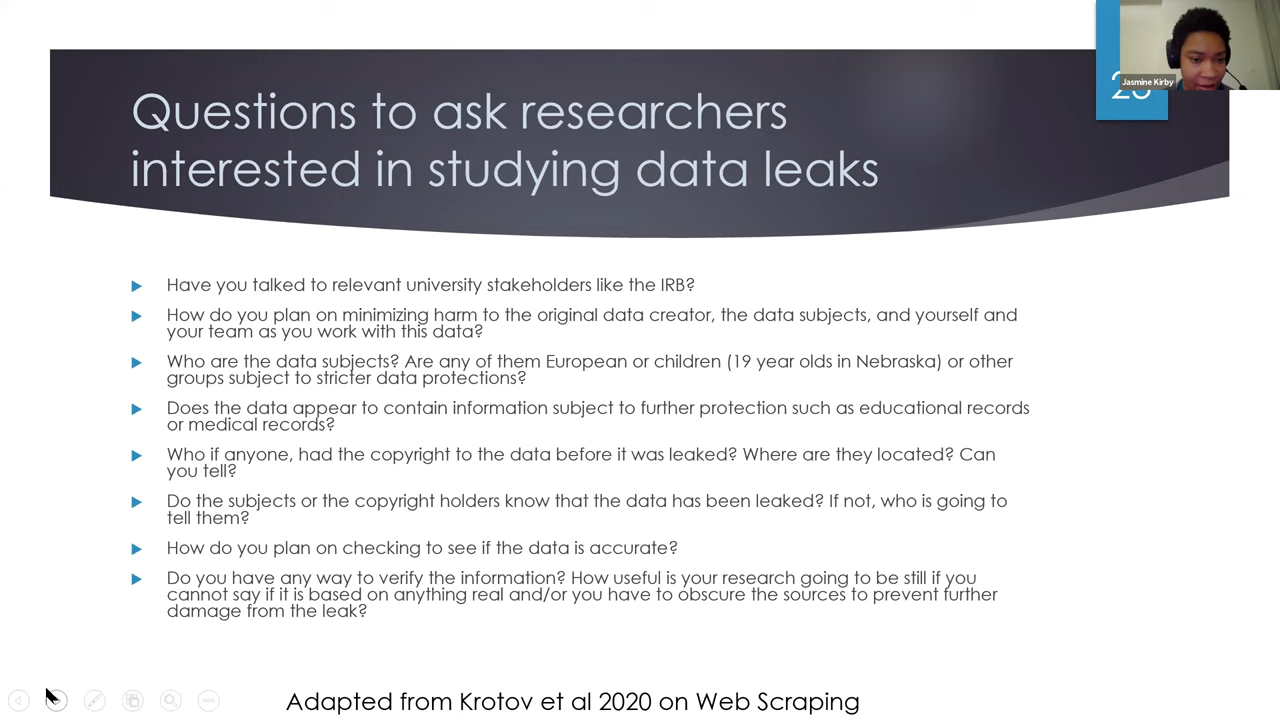 Jasmine Kirby
Questions to ask researchers
interested in studying data leaks
Have you talked to relevant university stakeholders like the IRB?
How do you plan on minimizing harm to the original data creator, the data subjects, and yourself and
your team as you work with this data?
Who are the data subjects? Are any of them European or children (19 year olds in Nebraska) or other
groups subject to stricter data protections?
Does the data appear to contain information subject to further protection such as educational records
or medical records?
Who if anyone, had the copyright to the data before it was leaked? Where are they located? Can
you tell?
Do the subjects or the copyright holders know that the data has been leaked? If not, who is going to
tell them?
How do you plan on checking to see if the data is accurate?
Do you have any way to verify the information? How useful is your research going to be still if you
cannot say if it is based on anything real and/or you have to obscure the sources to prevent further
damage from the leak?
Adapted from Krotov et al 2020 on Web Scraping